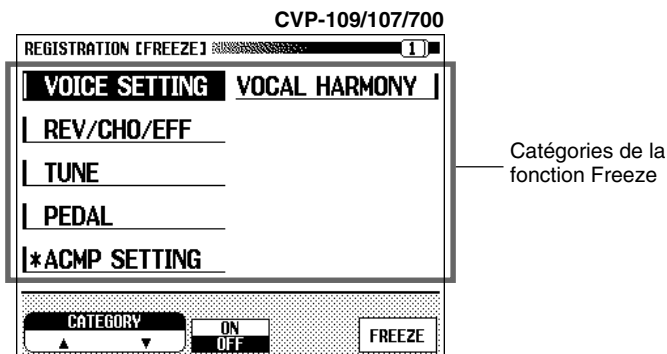 CVP-109/107/700
REGISTRATION [FREEZE] 1
VOICE SETTING VOCAL HARMONY
REV/CHO/EFF
TUNE
PEDAL
*ACMP SETTING
Catégories de la
fonction Freeze
CATEGORY
▲ ▼
ON
OFF
FREEZE